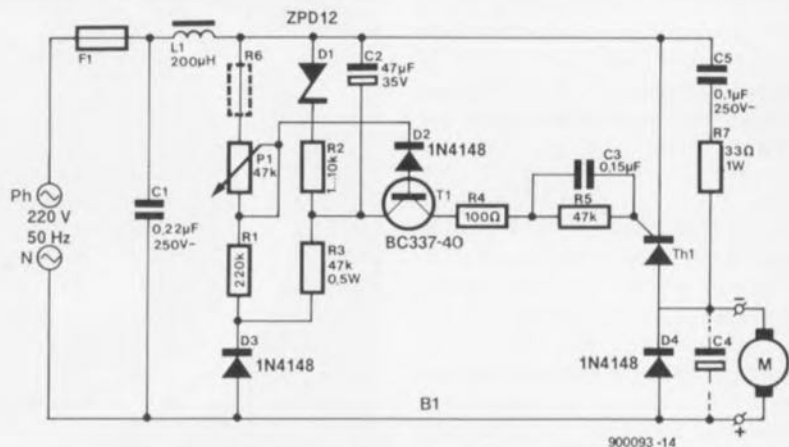 ZPD12
F1
L1
200µH
R6
D1
C2
47µF
35V
C5
0,1µF
250V~
D2
1N4148
P1
47k
R2
1...10k
C3
0,15µF
R7
33Ω
1W
Ph
220 V
50 Hz
N
C1
0,22µF
250V~
T1
BC337-40
R4
100Ω
R5
47k
Th1
R1
220k
R3
47k
0,5W
D3
1N4148
D4
1N4148
C4
M
B1
–
+
900093 -14